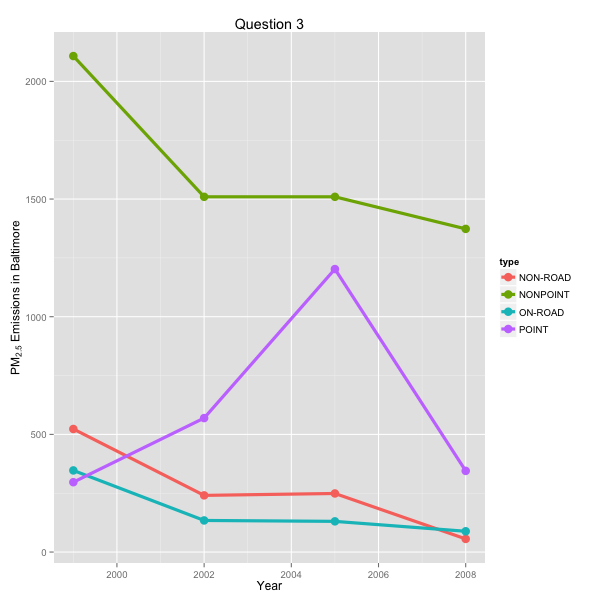 Question 3
PM2.5 Emissions in Baltimore
2000
1500
1000
500
0
2000 2002 2004 2006 2008
Year
type
NON-ROAD
NONPOINT
ON-ROAD
POINT